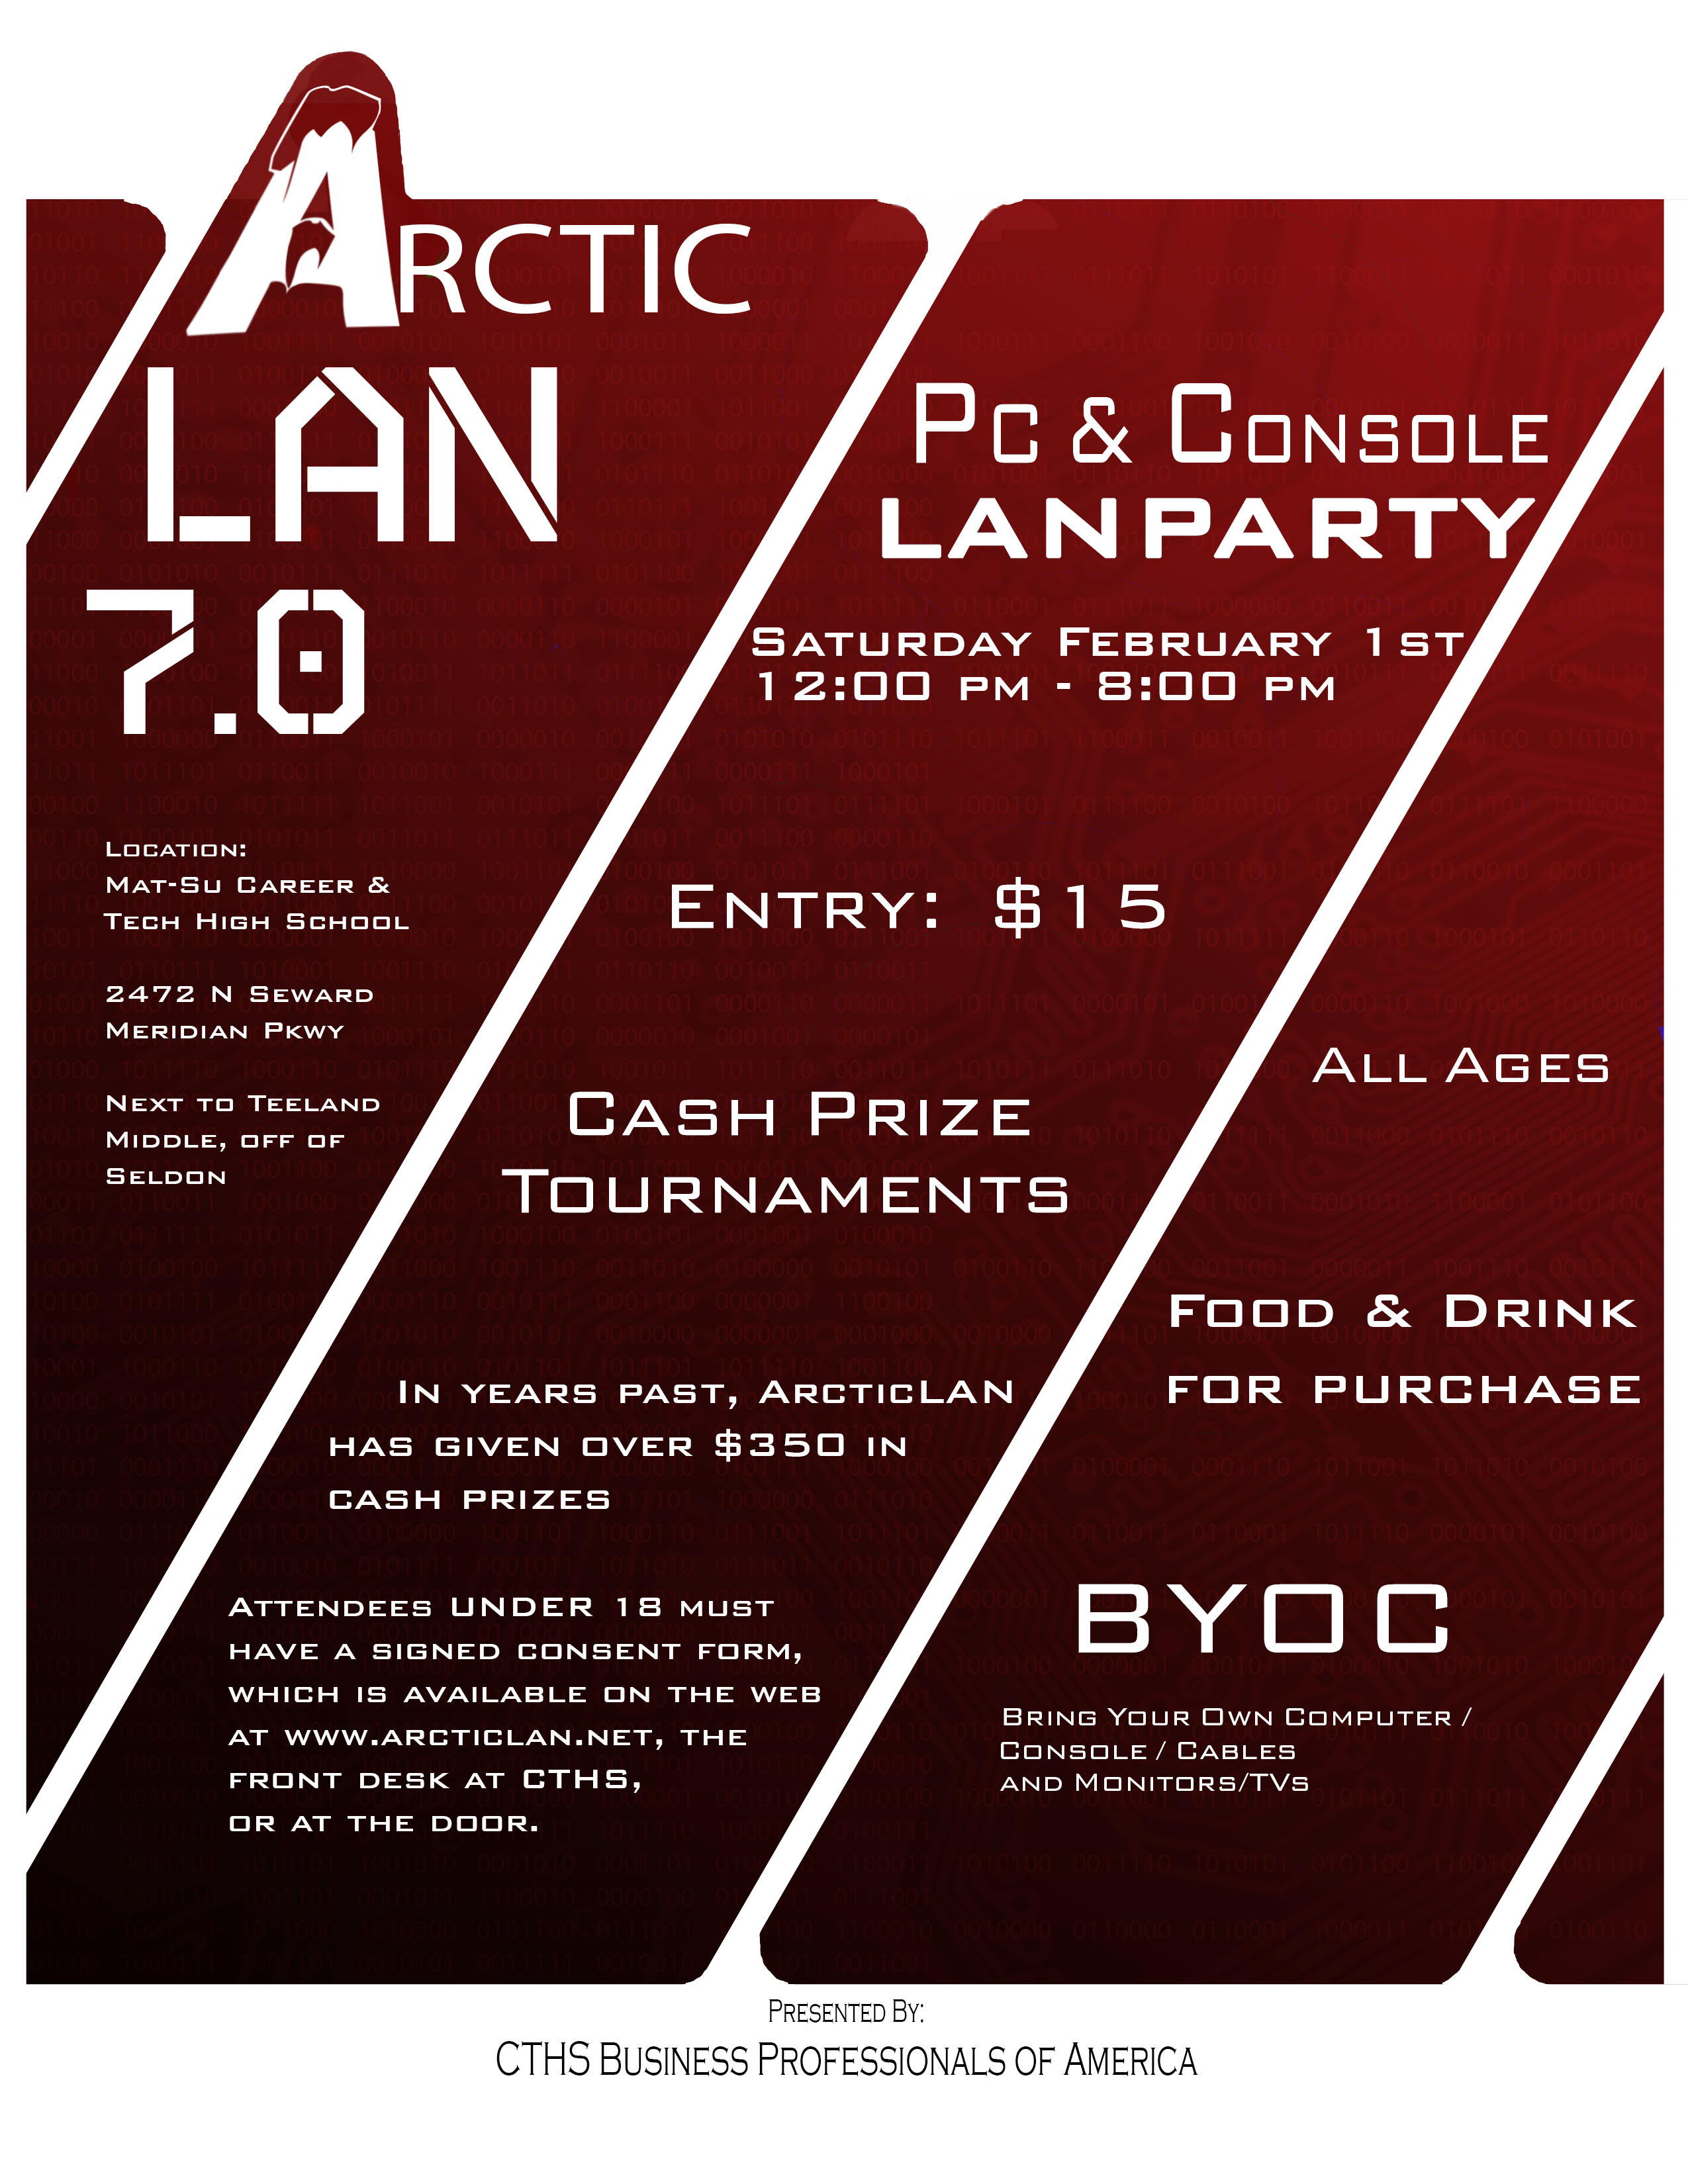 Arctic
LAN
7.0
Pc & Console
LANPARTY
Saturday February 1st
12:00 pm - 8:00 pm
Location:
Mat-Su Career &
Tech High School
2472 N Seward
Meridian Pkwy
Next to Teeland
Middle, off of
Seldon
Entry: $15
Cash Prize
Tournaments
In years past, ArcticLAN
has given over $350 in
cash prizes
Attendees UNDER 18 must
have a signed consent form,
which is available on the web
at www.arcticlan.net, the
front desk at CTHS,
or at the door.
All Ages
Food & Drink
for purchase
BYOC
Bring Your Own Computer /
Console / Cables
and Monitors/TVs
Presented By:
CTHS Business Professionals of America